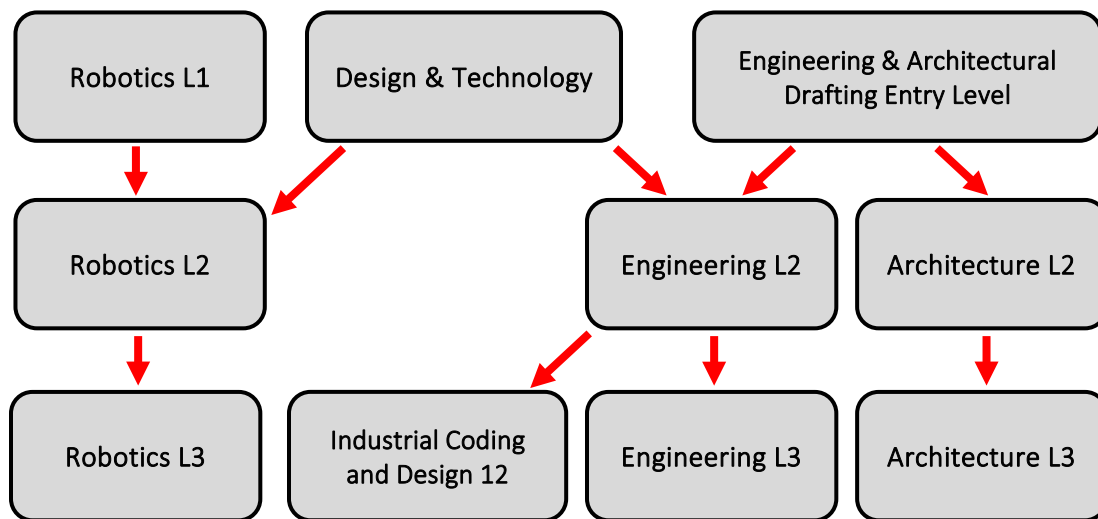 Robotics L1
Design & Technology
Engineering & Architectural
Drafting Entry Level
Robotics L2
Engineering L2
Architecture L2
Robotics L3
Industrial Coding
and Design 12
Engineering L3
Architecture L3